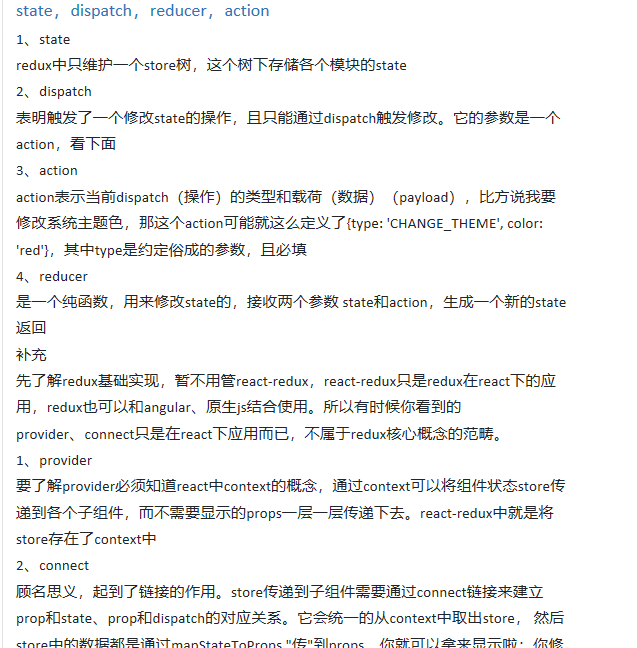 state，dispatch，reducer，action
1、state
redux中只维护一个store树，这个树下存储各个模块的state
2、dispatch
表明触发了一个修改state的操作，且只能通过dispatch触发修改。它的参数是一个
action，看下面
3、action
action表示当前dispatch（操作）的类型和载荷（数据）（payload），比方说我要
修改系统主题色，那这个action可能就这么定义了{type: 'CHANGE_THEME', color:
'red'}，其中type是约定俗成的参数，且必填
4、reducer
是一个纯函数，用来修改state的，接收两个参数 state和action，生成一个新的state
返回
补充
先了解redux基础实现，暂不用管react-redux，react-redux只是redux在react下的应
用，redux也可以和angular、原生js结合使用。所以有时候你看到的
provider、connect只是在react下应用而已，不属于redux核心概念的范畴。
1、provider
要了解provider必须知道react中context的概念，通过context可以将组件状态store传
递到各个子组件，而不需要显示的props一层一层传递下去。react-redux中就是将
store存在了context中
2、connect
顾名思义，起到了链接的作用。store传递到子组件需要通过connect链接来建立
prop和state、prop和dispatch的对应关系。它会统一的从context中取出store， 然后
store中的数据都是通过mapStateToProps "传"到props，你就可以拿来显示啦；你修